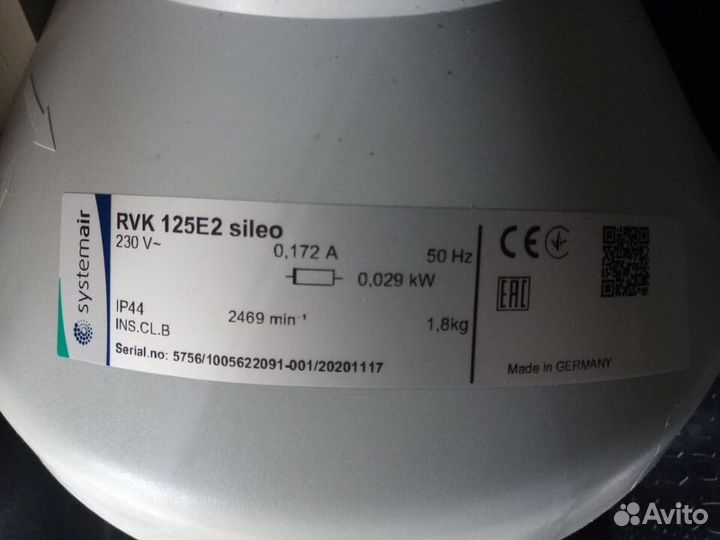 systemair
RVK 125E2 sileo
230 V~
0,172 A
50 Hz
0,029 kW
IP44
INS.CL.B
2469 min⁻¹
1,8kg
Serial.no: 5756/1005622091-001/20201117
CE
EAC
Made in GERMANY
Avito